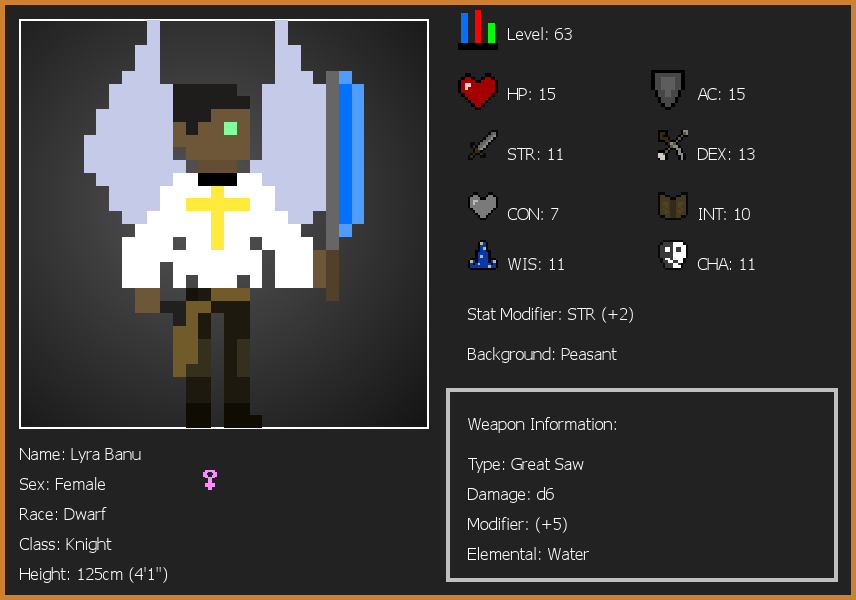 Level: 63
HP: 15
AC: 15
STR: 11
DEX: 13
CON: 7
INT: 10
WIS: 11
CHA: 11
Stat Modifier: STR (+2)
Background: Peasant
Weapon Information:
Type: Great Saw
Damage: d6
Modifier: (+5)
Elemental: Water
Name: Lyra Banu
Sex: Female
Race: Dwarf
Class: Knight
Height: 125cm (4'1")